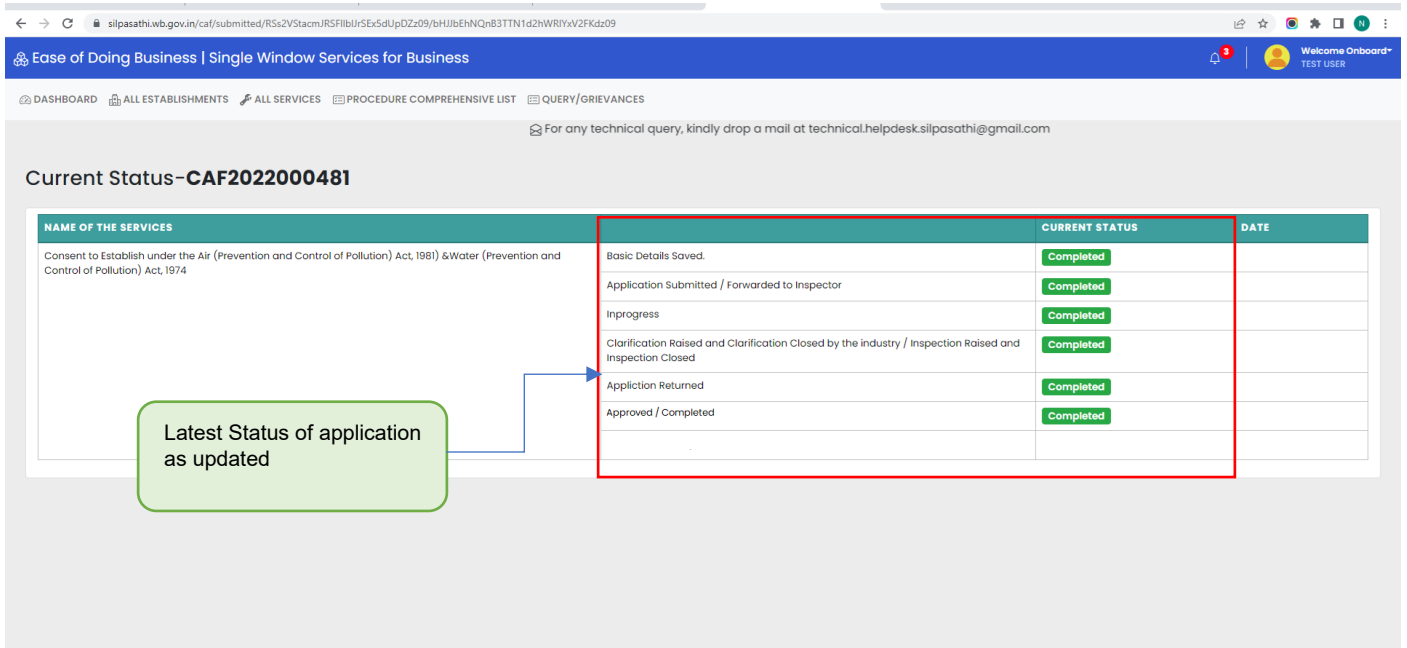 silpasathi.wb.gov.in/caf/submitted/RSs2VStacmJRSFIlblJrSEx5dUpDZz09/bHJJbEhNQnB3TTN1d2hWRlYxV2FKdz09
N
Ease of Doing Business | Single Window Services for Business
3
Welcome Onboard
TEST USER
DASHBOARD ALL ESTABLISHMENTS ALL SERVICES PROCEDURE COMPREHENSIVE LIST QUERY/GRIEVANCES
For any technical query, kindly drop a mail at technical.helpdesk.silpasathi@gmail.com
Current Status-CAF2022000481
NAME OF THE SERVICES CURRENT STATUS DATE
Consent to Establish under the Air (Prevention and Control of Pollution) Act, 1981) &Water (Prevention and
Control of Pollution) Act, 1974
Basic Details Saved. Completed
Application Submitted / Forwarded to Inspector Completed
Inprogress Completed
Clarification Raised and Clarification Closed by the industry / Inspection Raised and Completed
Inspection Closed
Appliction Returned Completed
Approved / Completed Completed
Latest Status of application
as updated